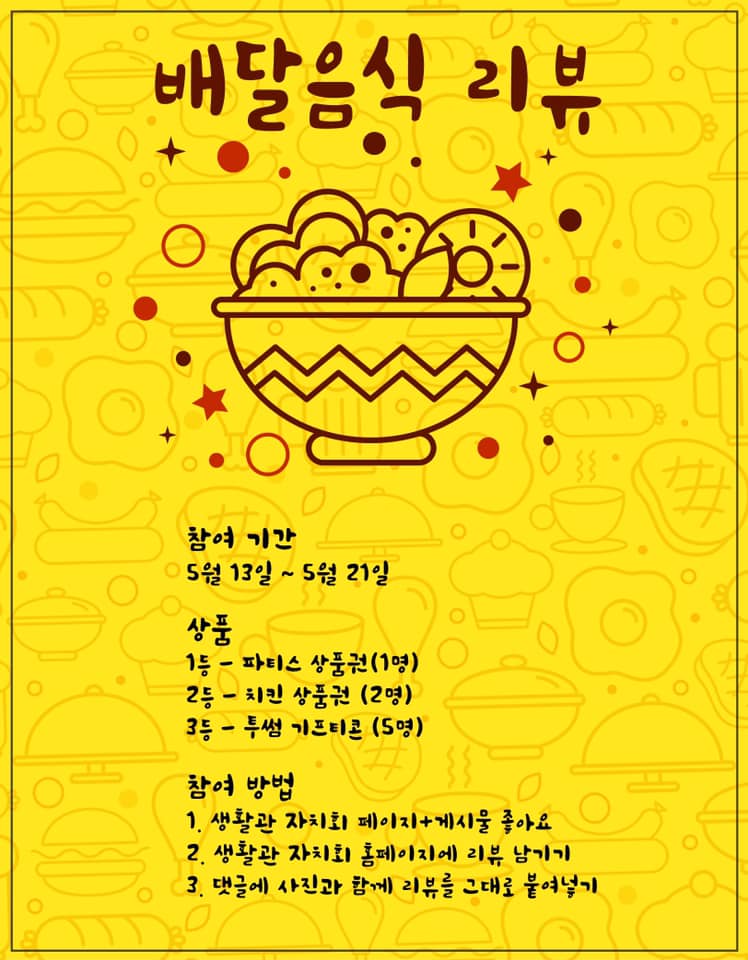 배달음식 리뷰
참여 기간
5월 13일 ~ 5월 21일
상품
1등 - 파티스 상품권(1명)
2등 - 치킨 상품권 (2명)
3등 - 투썸 기프티콘 (5명)
참여 방법
1. 생활관 자치회 페이지+게시물 좋아요
2. 생활관 자치회 홈페이지에 리뷰 남기기
3. 댓글에 사진과 함께 리뷰를 그대로 붙여넣기